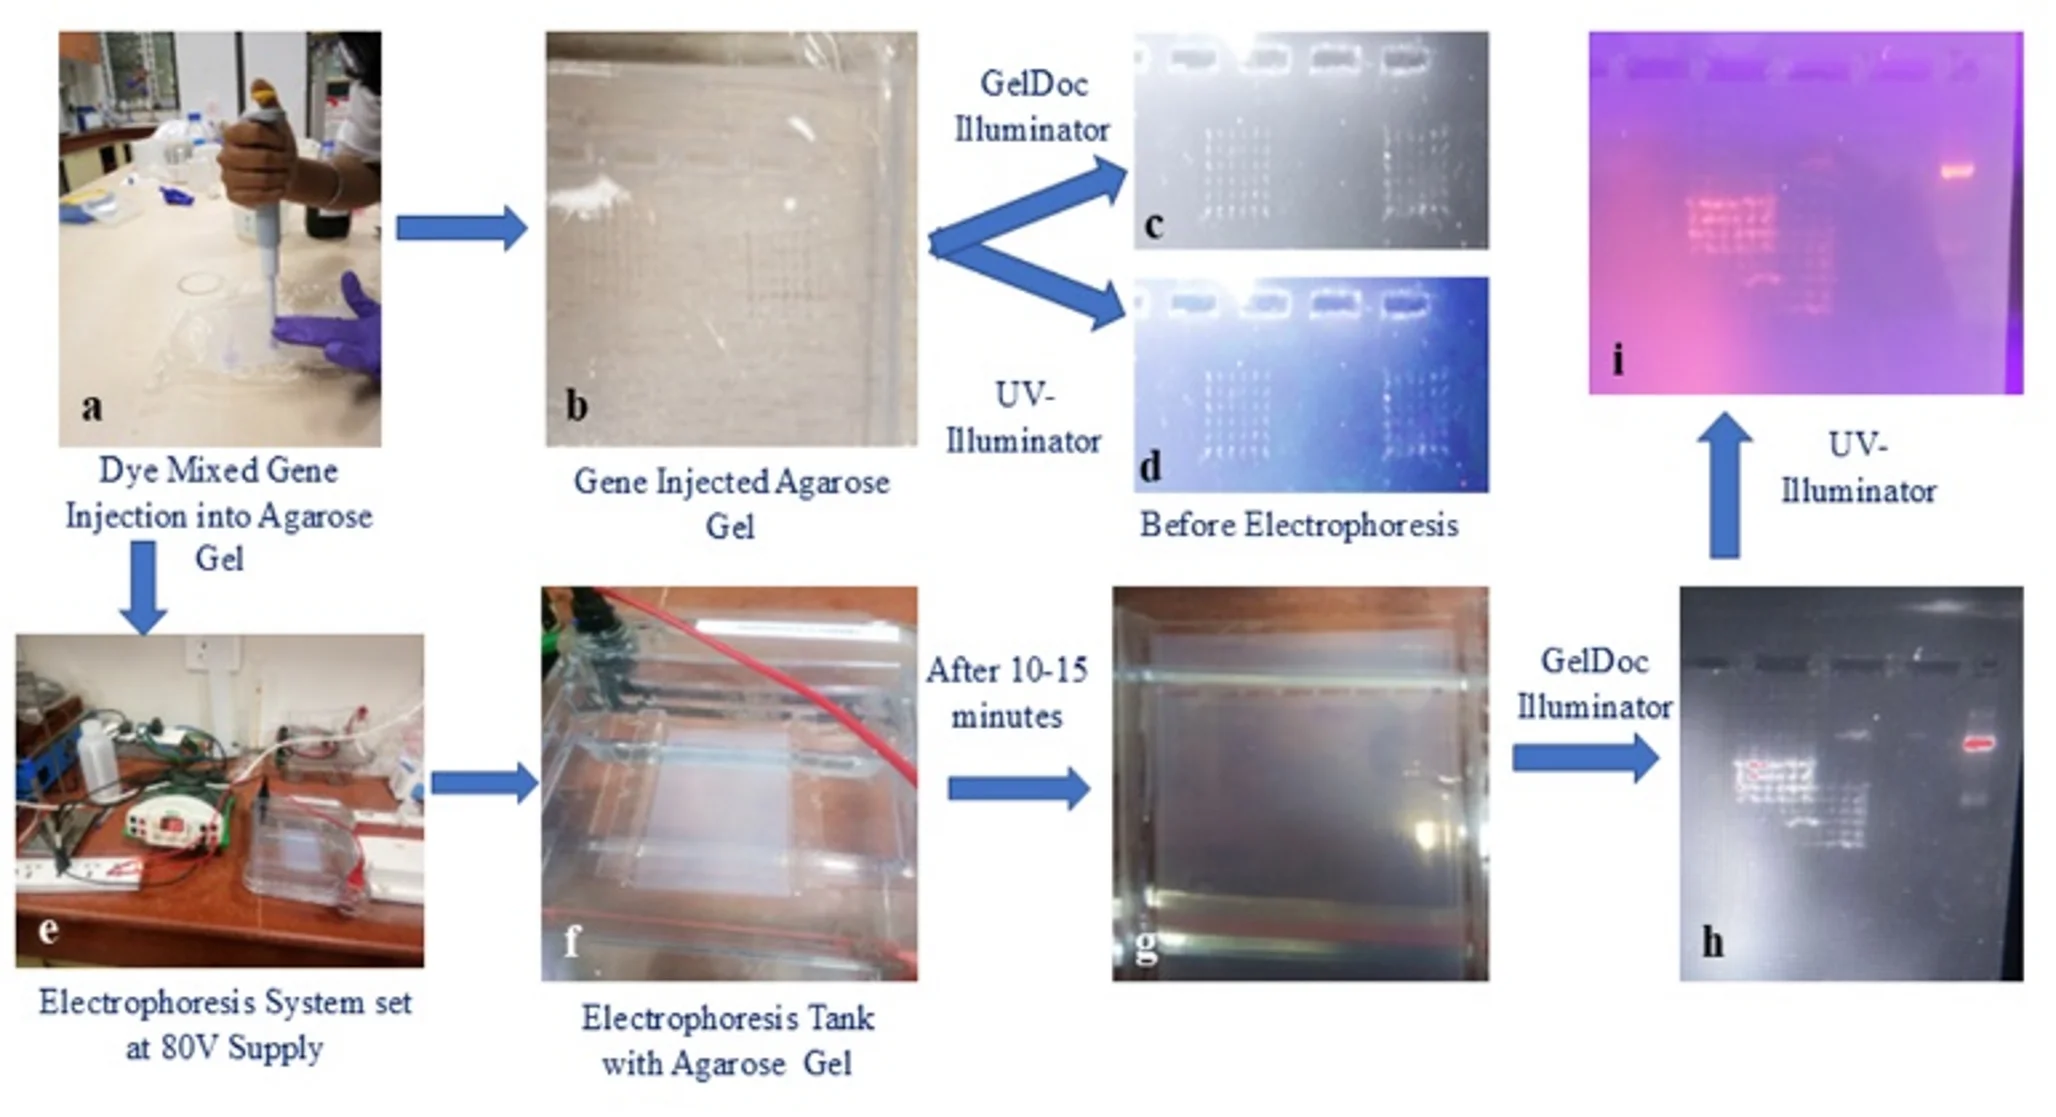 a
Dye Mixed Gene
Injection into Agarose
Gel
b
Gene Injected Agarose
Gel
GelDoc
Illuminator
UV-
Illuminator
c
d
Before Electrophoresis
i
UV-
Illuminator
e
Electrophoresis System set
at 80V Supply
f
Electrophoresis Tank
with Agarose Gel
After 10-15
minutes
g
GelDoc
Illuminator
h